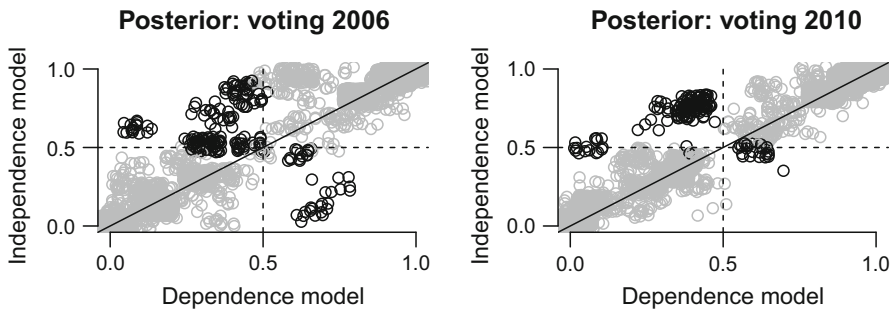 Posterior: voting 2006
Independence model
1.0
0.5
0.0
0.0 0.5 1.0
Dependence model
Posterior: voting 2010
Independence model
1.0
0.5
0.0
0.0 0.5 1.0
Dependence model